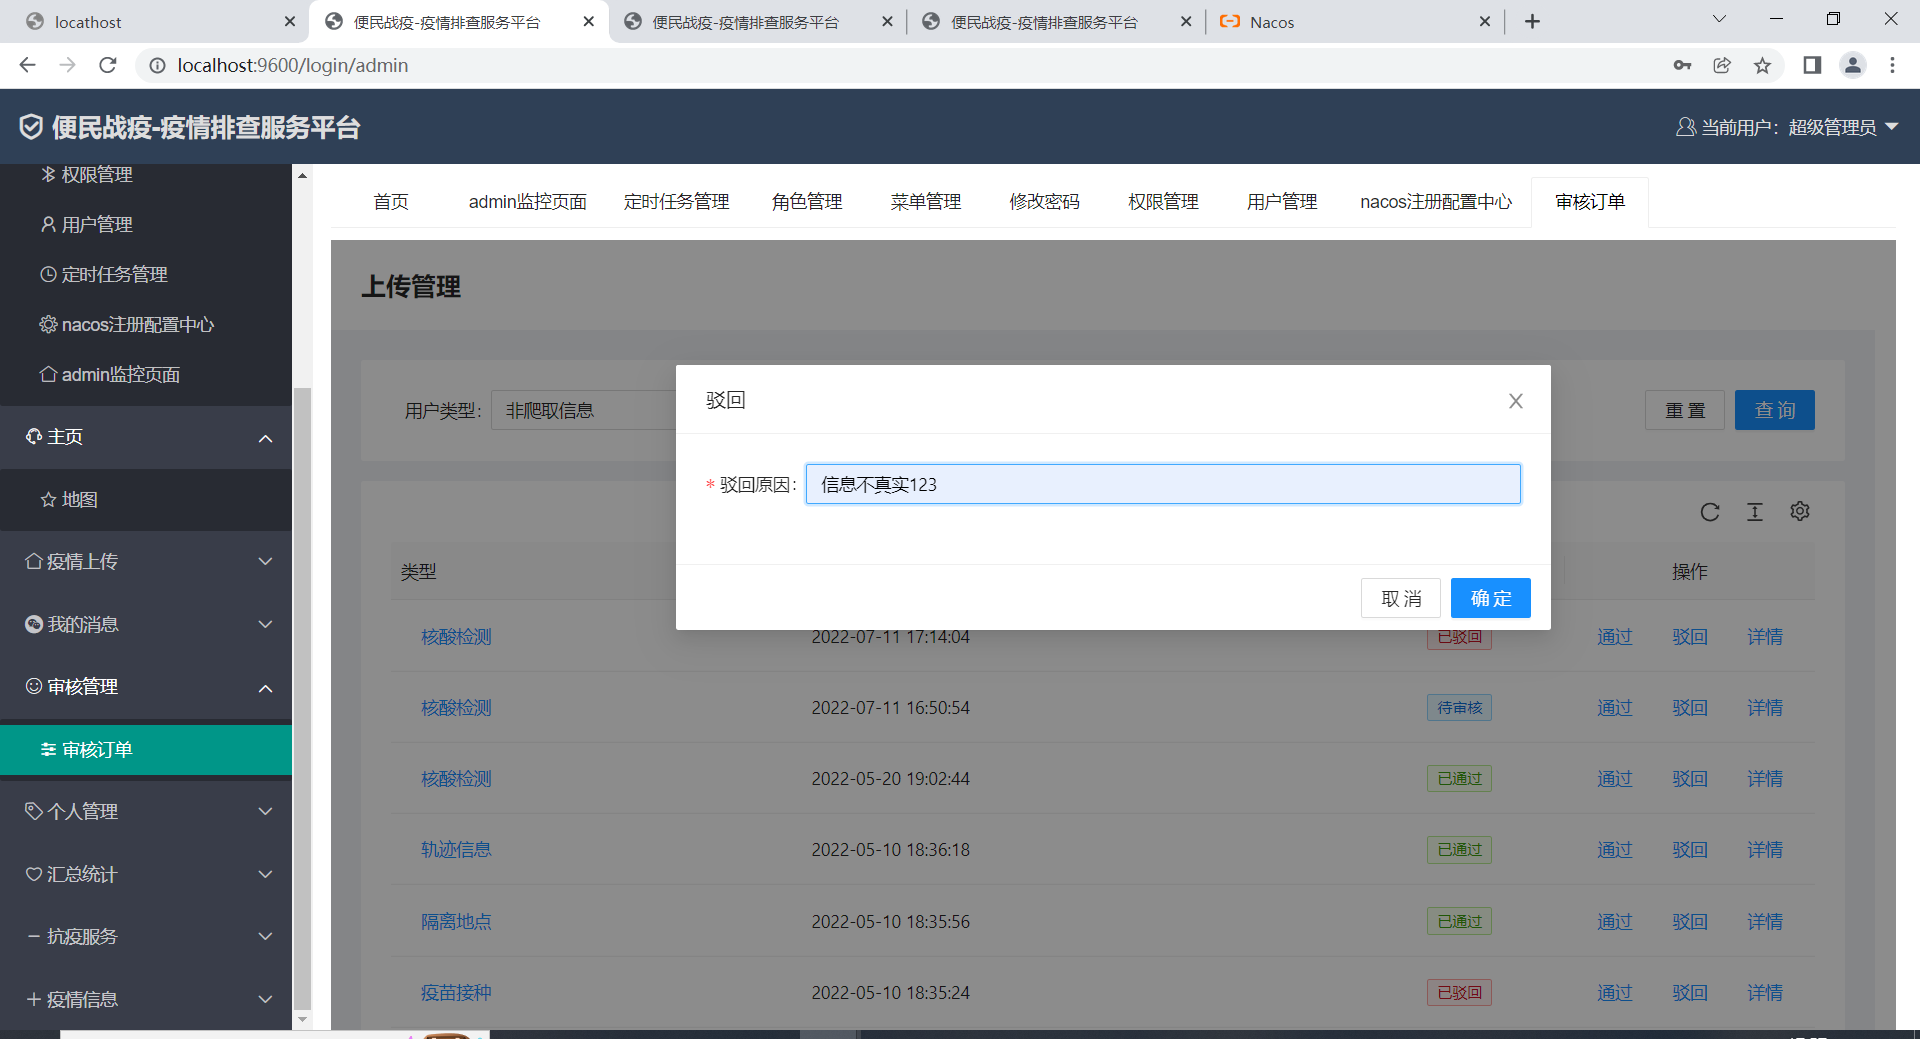 locathost
便民战疫-疫情排查服务平台
便民战疫-疫情排查服务平台
便民战疫-疫情排查服务平台
Nacos
localhost:9600/login/admin
便民战疫-疫情排查服务平台
当前用户：超级管理员
权限管理
用户管理
定时任务管理
nacos注册配置中心
admin监控页面
主页
地图
疫情上传
我的消息
审核管理
审核订单
个人管理
汇总统计
抗疫服务
疫情信息
首页 admin监控页面 定时任务管理 角色管理 菜单管理 修改密码 权限管理 用户管理 nacos注册配置中心 审核订单
上传管理
用户类型: 非爬取信息
重 置 查 询
驳回
* 驳回原因: 信息不真实123
取 消 确 定
类型 操作
核酸检测 2022-07-11 17:14:04 已驳回 通过 驳回 详情
核酸检测 2022-07-11 16:50:54 待审核 通过 驳回 详情
核酸检测 2022-05-20 19:02:44 已通过 通过 驳回 详情
轨迹信息 2022-05-10 18:36:18 已通过 通过 驳回 详情
隔离地点 2022-05-10 18:35:56 已通过 通过 驳回 详情
疫苗接种 2022-05-10 18:35:24 已驳回 通过 驳回 详情